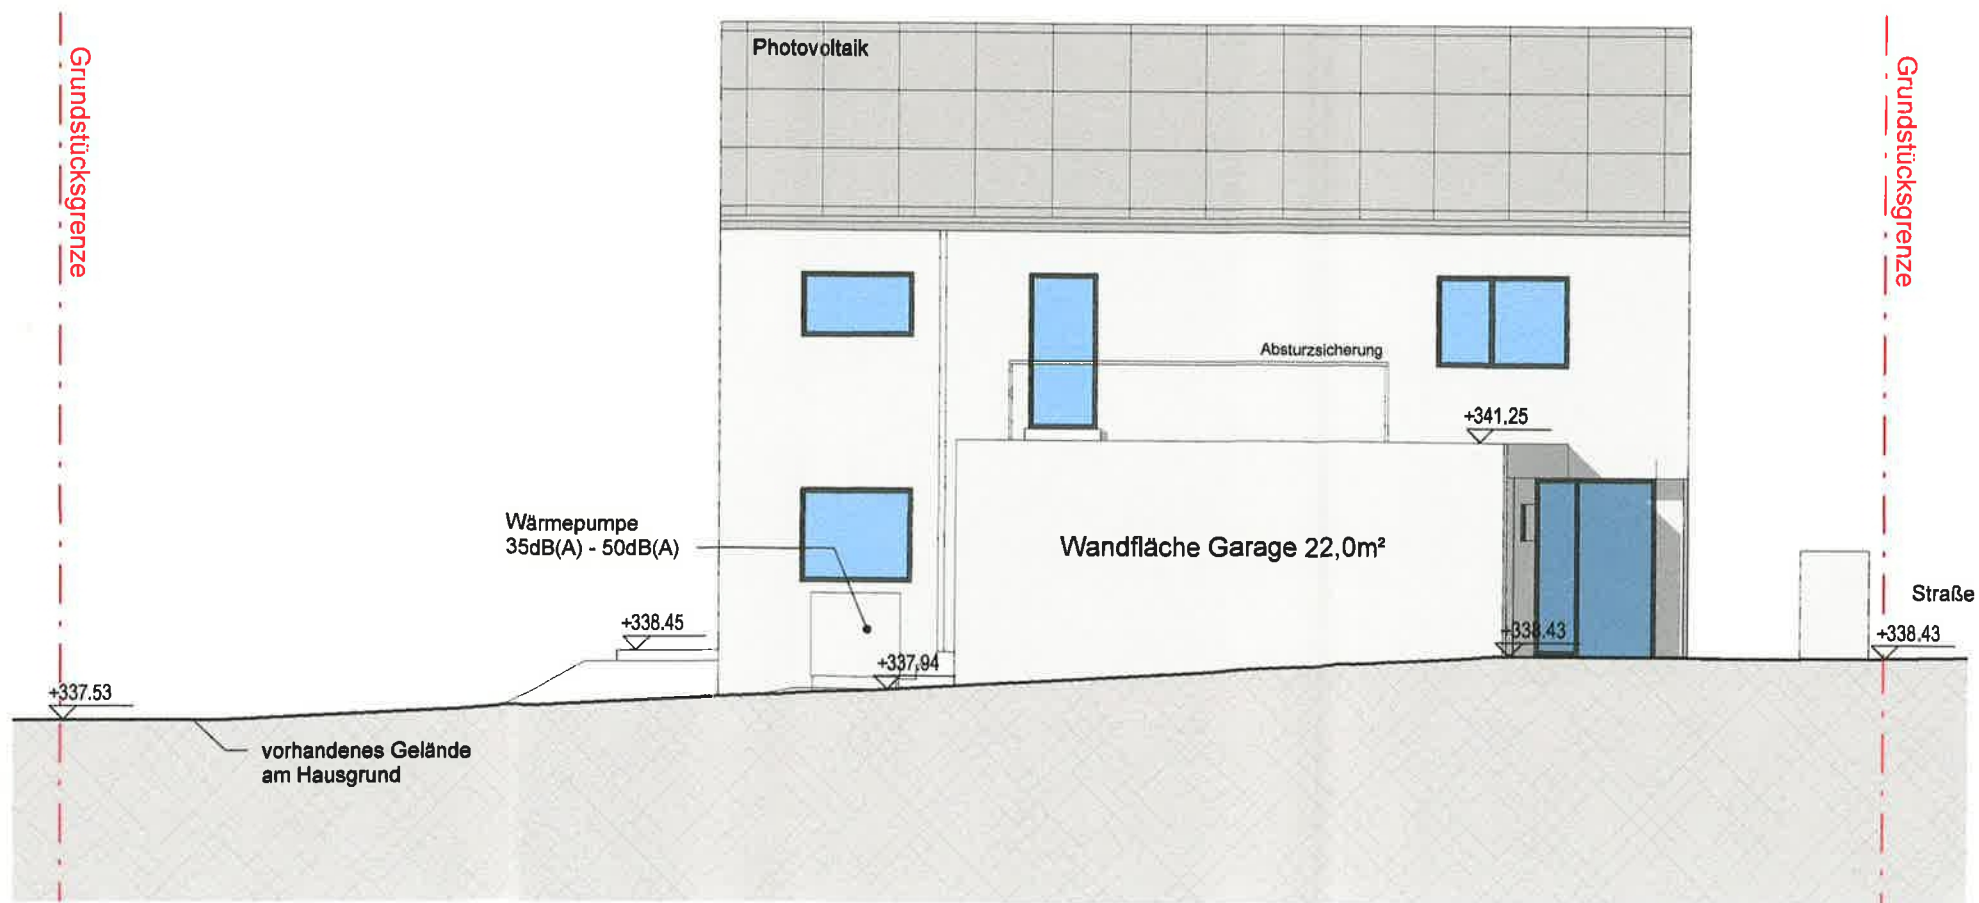 Grundstücksgrenze
Photovoltaik
Grundstücksgrenze
Absturzsicherung
+341,25
Wärmepumpe
35dB(A) - 50dB(A)
Wandfläche Garage 22,0m²
Straße
+338.45
+338.43
+338.43
+337,94
+337.53
vorhandenes Gelände
am Hausgrund